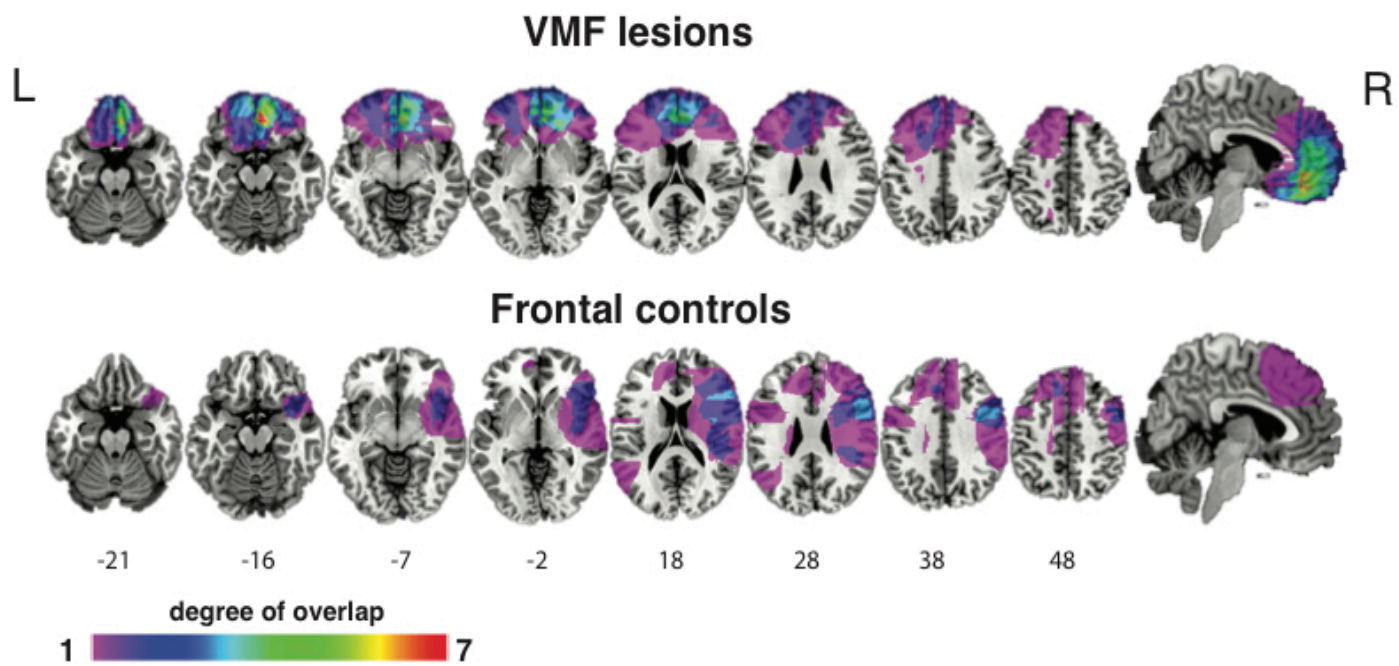 VMF lesions
L
R
Frontal controls
-21 -16 -7 -2 18 28 38 48
degree of overlap
1 7